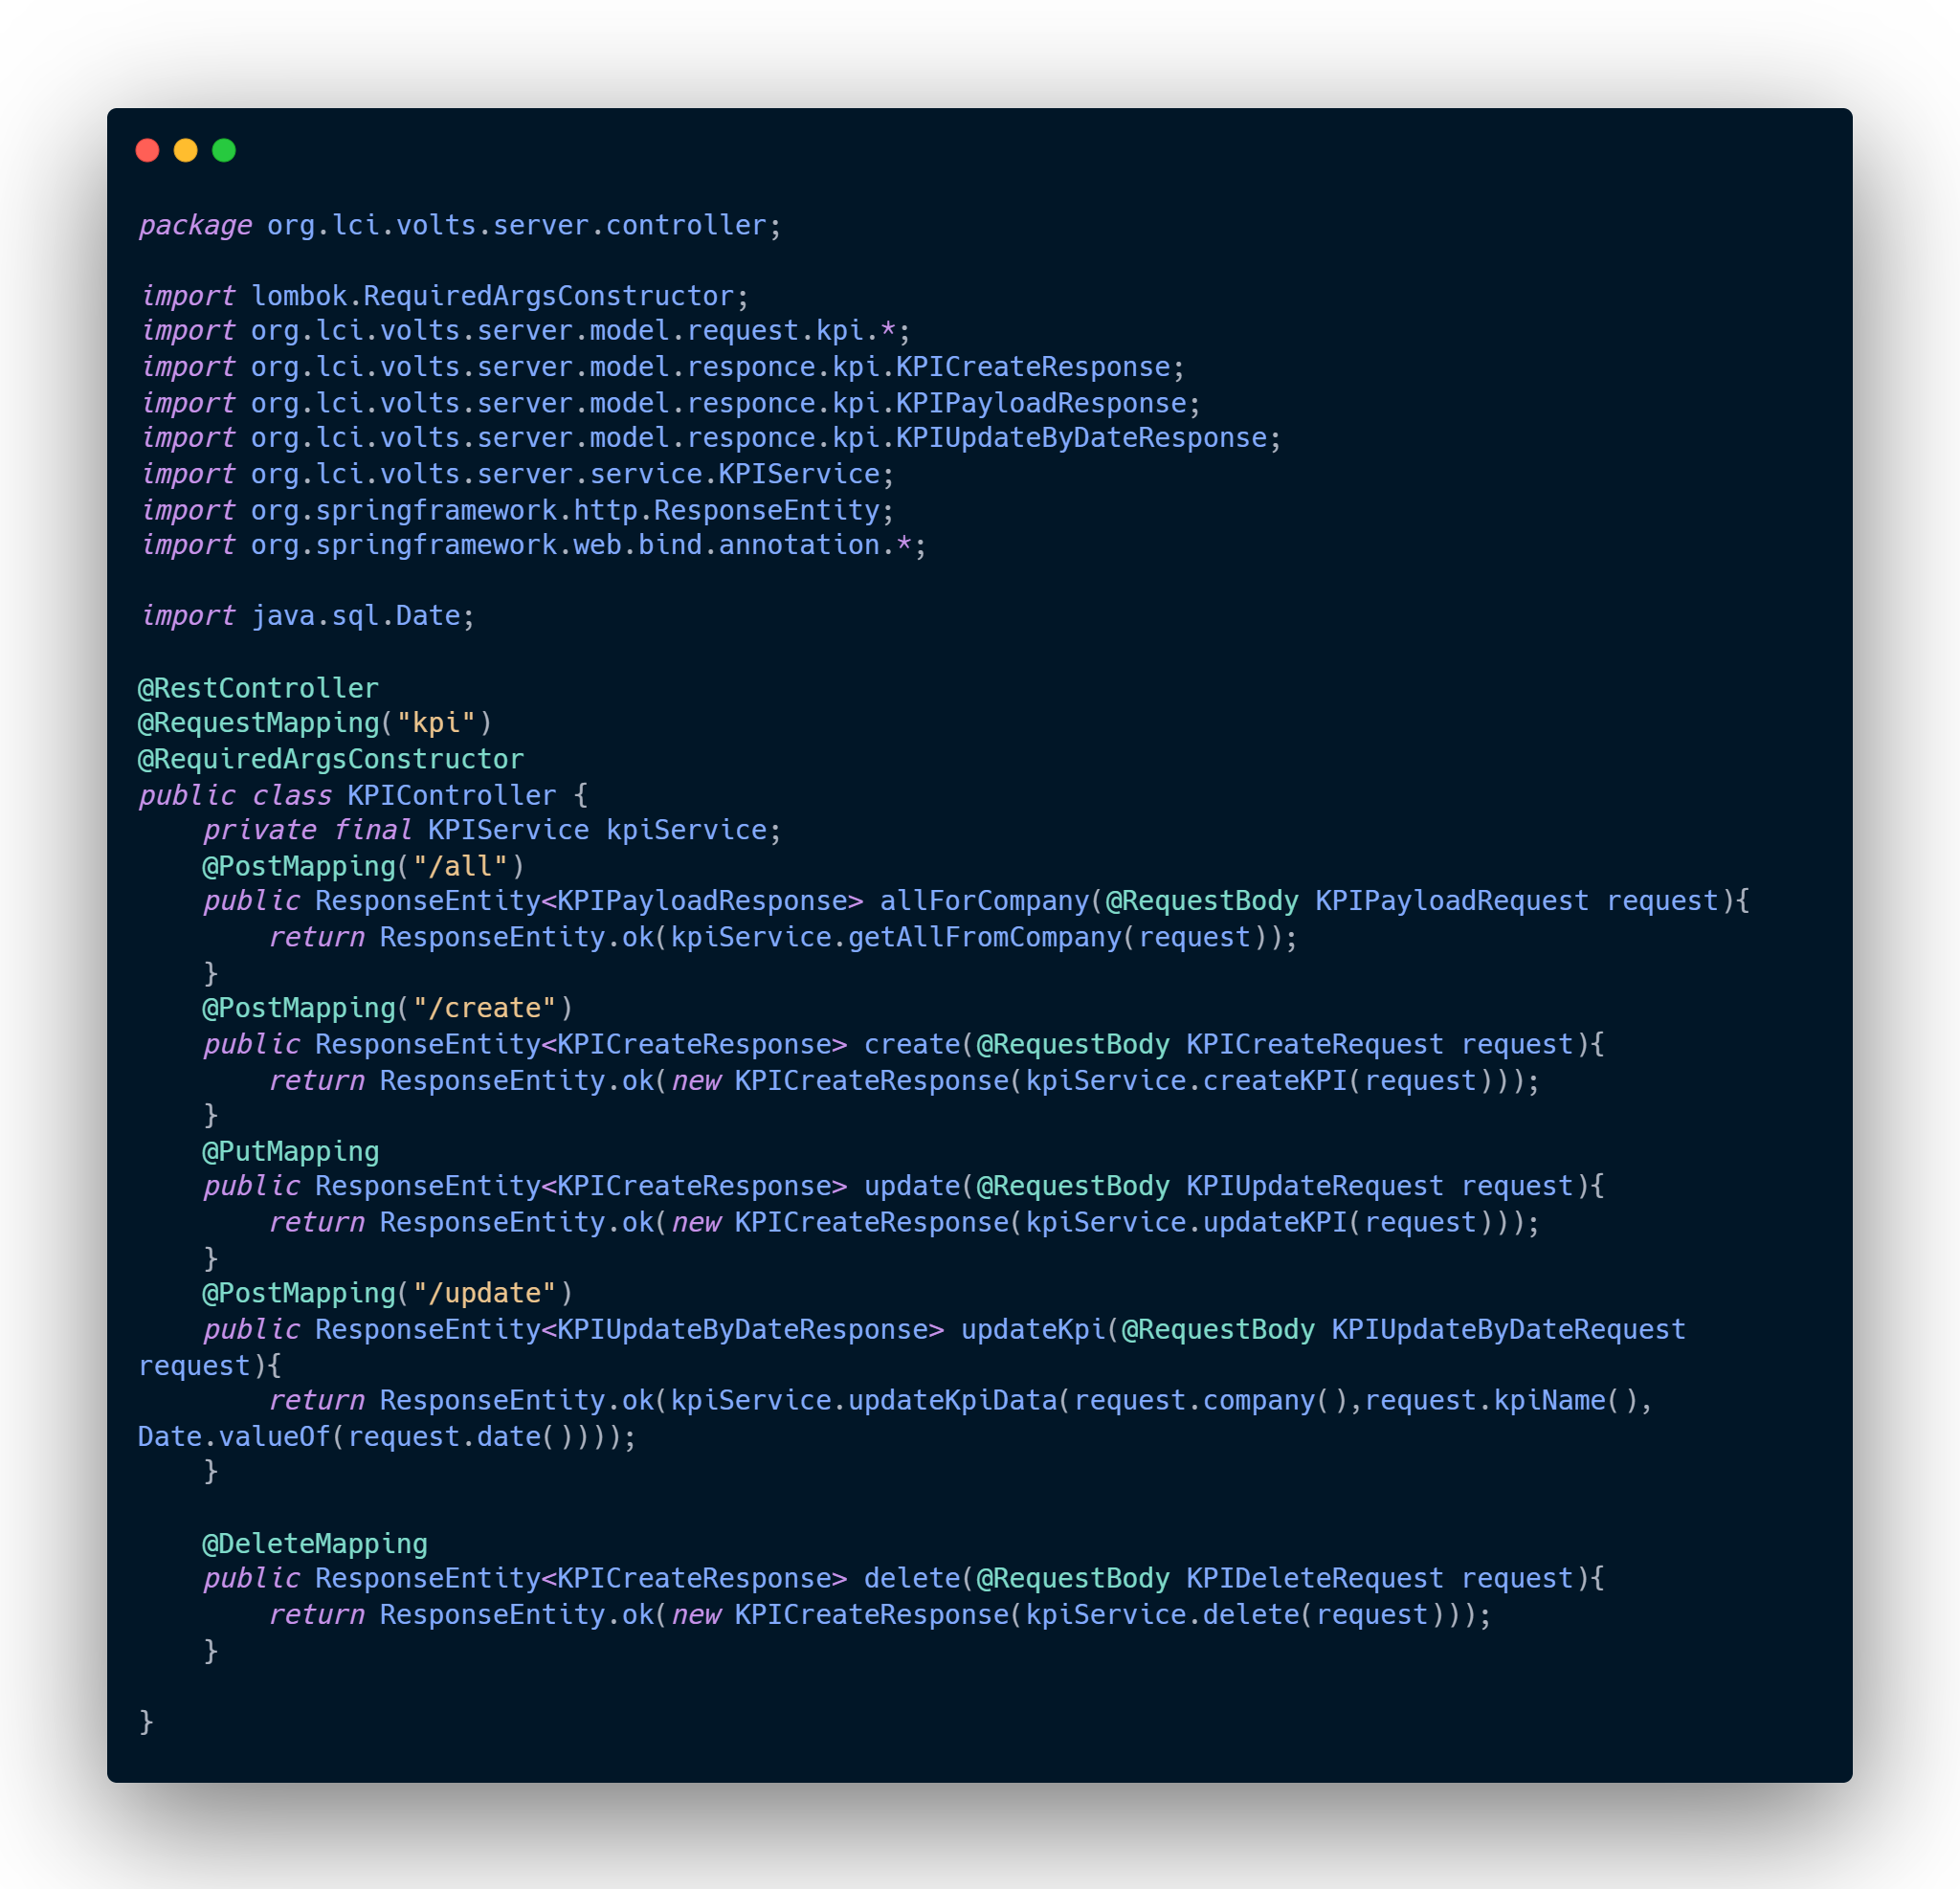 package org.lci.volts.server.controller;

import lombok.RequiredArgsConstructor;
import org.lci.volts.server.model.request.kpi.*;
import org.lci.volts.server.model.responce.kpi.KPICreateResponse;
import org.lci.volts.server.model.responce.kpi.KPIPayloadResponse;
import org.lci.volts.server.model.responce.kpi.KPIUpdateByDateResponse;
import org.lci.volts.server.service.KPIService;
import org.springframework.http.ResponseEntity;
import org.springframework.web.bind.annotation.*;

import java.sql.Date;

@RestController
@RequestMapping("kpi")
@RequiredArgsConstructor
public class KPIController {
    private final KPIService kpiService;
    @PostMapping("/all")
    public ResponseEntity<KPIPayloadResponse> allForCompany(@RequestBody KPIPayloadRequest request){
        return ResponseEntity.ok(kpiService.getAllFromCompany(request));
    }
    @PostMapping("/create")
    public ResponseEntity<KPICreateResponse> create(@RequestBody KPICreateRequest request){
        return ResponseEntity.ok(new KPICreateResponse(kpiService.createKPI(request)));
    }
    @PutMapping
    public ResponseEntity<KPICreateResponse> update(@RequestBody KPIUpdateRequest request){
        return ResponseEntity.ok(new KPICreateResponse(kpiService.updateKPI(request)));
    }
    @PostMapping("/update")
    public ResponseEntity<KPIUpdateByDateResponse> updateKpi(@RequestBody KPIUpdateByDateRequest
request){
        return ResponseEntity.ok(kpiService.updateKpiData(request.company(),request.kpiName(),
Date.valueOf(request.date())));
    }

    @DeleteMapping
    public ResponseEntity<KPICreateResponse> delete(@RequestBody KPIDeleteRequest request){
        return ResponseEntity.ok(new KPICreateResponse(kpiService.delete(request)));
    }

}